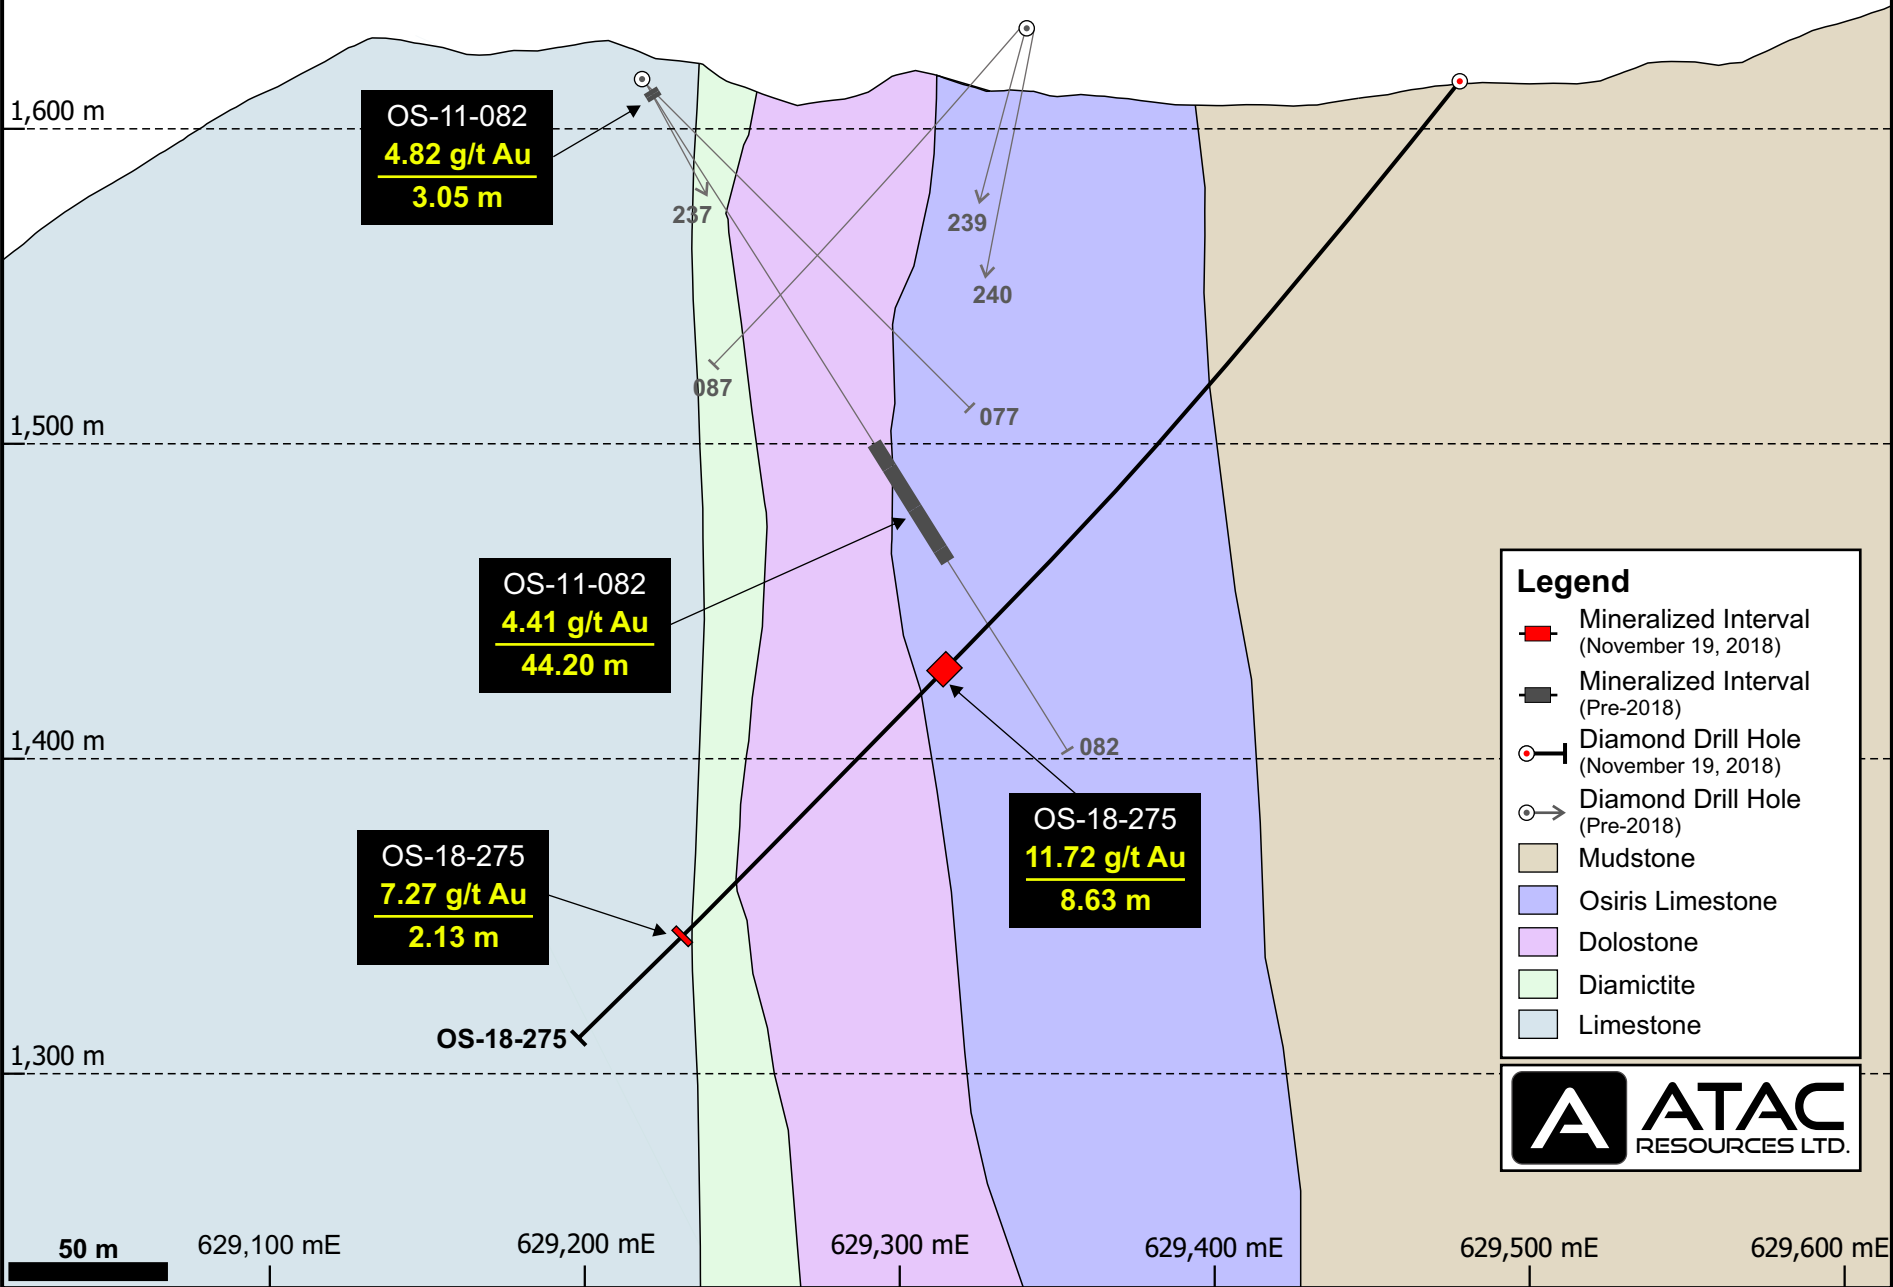 1,600 m
OS-11-082
4.82 g/t Au
3.05 m
237
239
240
087
077
1,500 m
OS-11-082
4.41 g/t Au
44.20 m
082
1,400 m
OS-18-275
11.72 g/t Au
8.63 m
OS-18-275
7.27 g/t Au
2.13 m
OS-18-275
1,300 m
Legend
Mineralized Interval
(November 19, 2018)
Mineralized Interval
(Pre-2018)
Diamond Drill Hole
(November 19, 2018)
Diamond Drill Hole
(Pre-2018)
Mudstone
Osiris Limestone
Dolostone
Diamictite
Limestone
A ATAC
RESOURCES LTD.
50 m
629,100 mE
629,200 mE
629,300 mE
629,400 mE
629,500 mE
629,600 mE